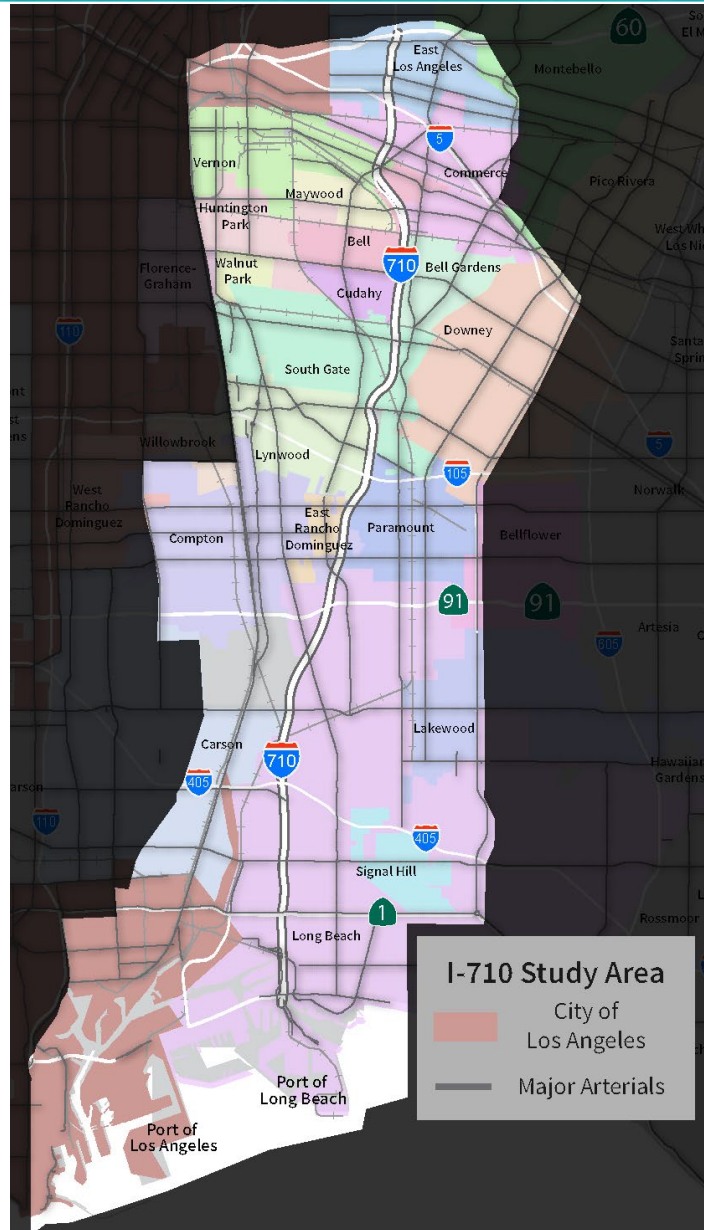 60
East
Los Angeles
Montebello
5
Vernon
Commerce
Pico Rivera
Maywood
Huntington
Park
Bell
710
Walnut
Park
Bell Gardens
Florence-
Graham
Cudahy
110
Downey
South Gate
Willowbrook
Lynwood
5
105
West
Rancho
Dominguez
Norwalk
East
Rancho
Dominguez
Compton
Paramount
Bellflower
91
91
Artesia
605
Lakewood
Carson
710
405
Hawaiian
Gardens
110
405
Signal Hill
1
Long Beach
Rossmoor
I-710 Study Area
City of
Los Angeles
Major Arterials
Port of
Long Beach
Port of
Los Angeles